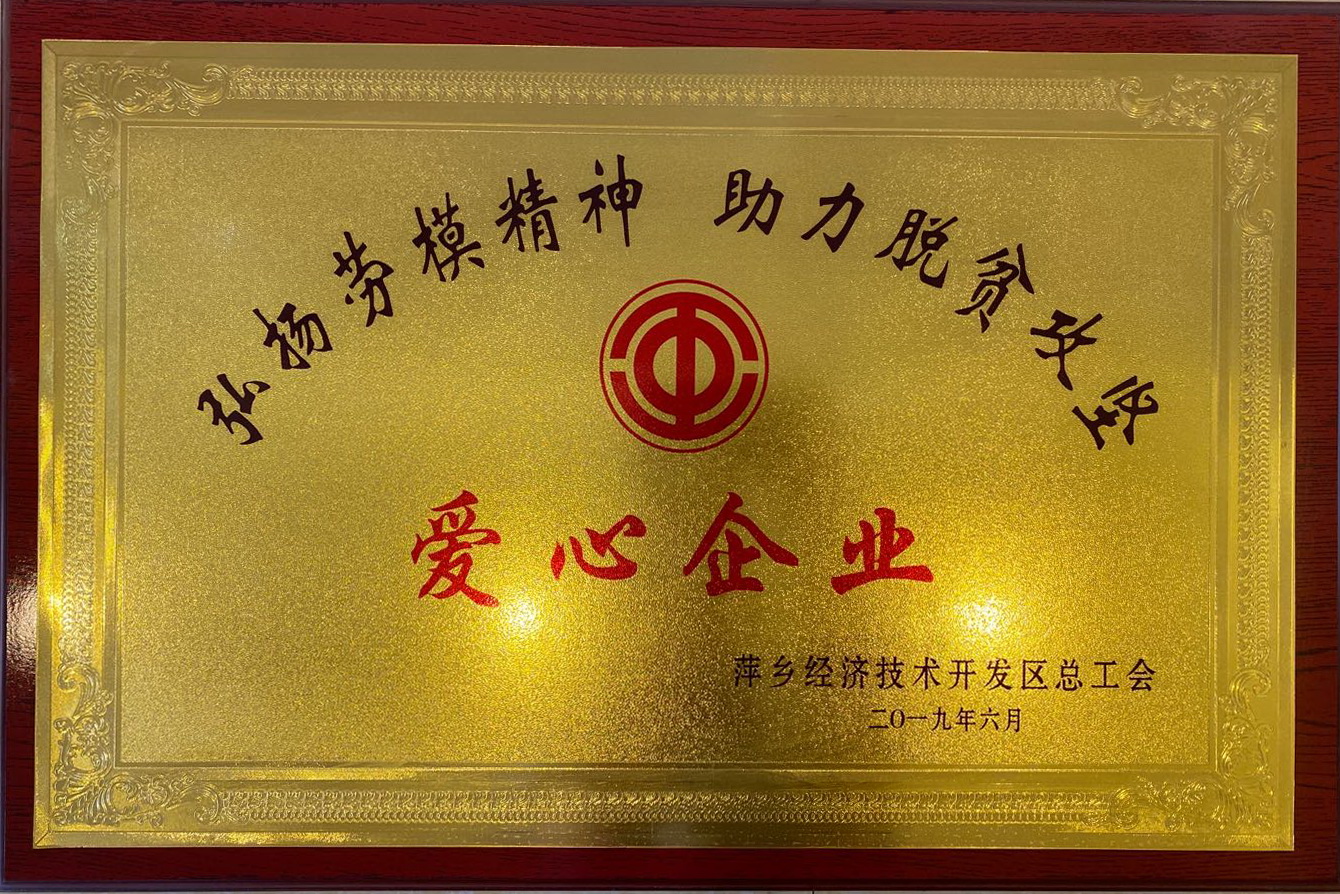 弘扬劳模精神 助力脱贫攻坚
爱心企业
萍乡经济技术开发区总工会
二O一九年六月